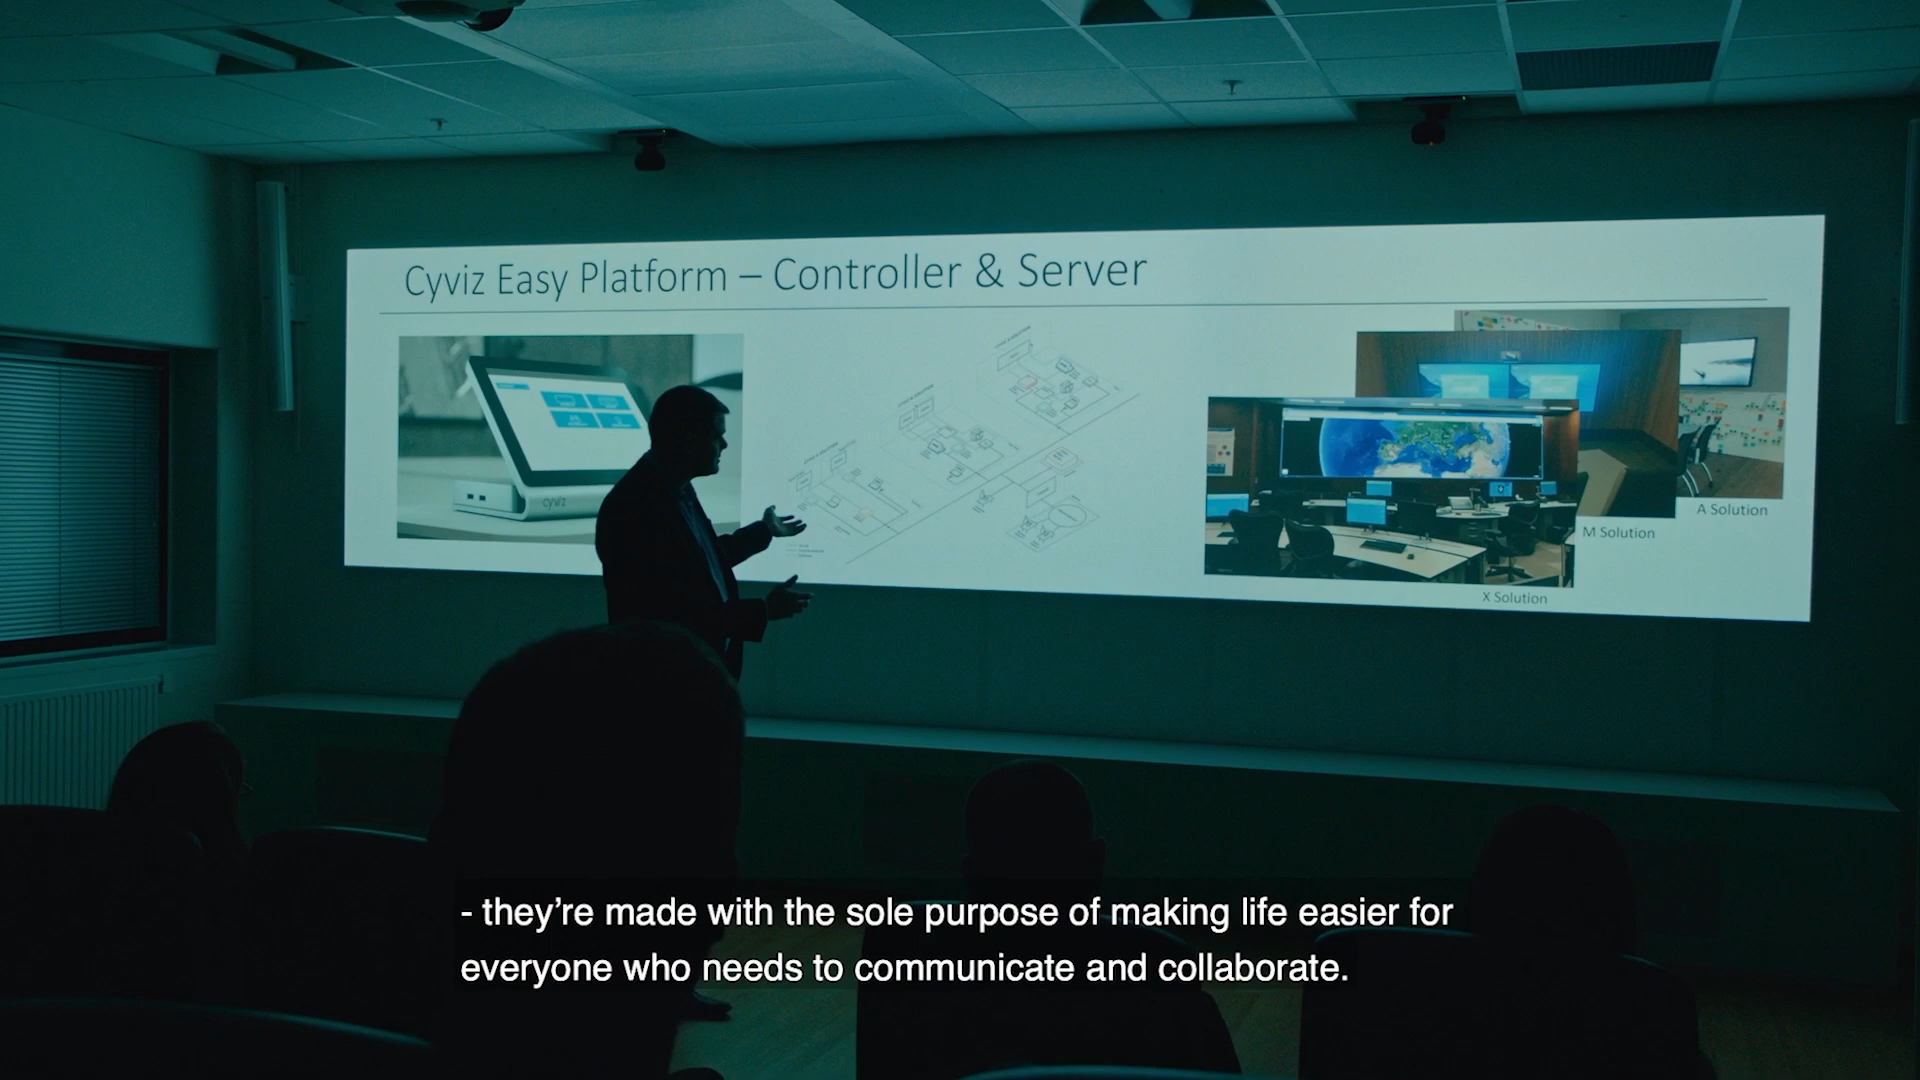 Cyviz Easy Platform – Controller & Server
cyviz
A Solution
M Solution
X Solution
- they’re made with the sole purpose of making life easier for
everyone who needs to communicate and collaborate.